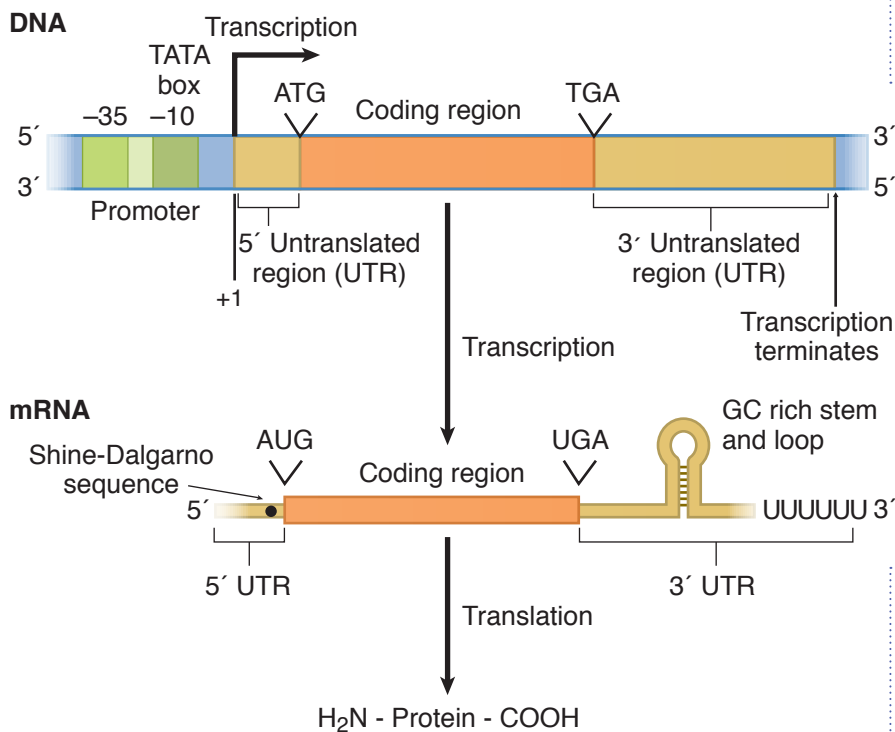 DNA
Transcription
TATA
box
–35
–10
ATG
Coding region
TGA
5´
3´
3´
5´
Promoter
5´ Untranslated
region (UTR)
3´ Untranslated
region (UTR)
+1
Transcription
terminates
Transcription
mRNA
GC rich stem
and loop
Shine-Dalgarno
sequence
AUG
Coding region
UGA
5´
UUUUUU 3´
5´ UTR
3´ UTR
Translation
H₂N - Protein - COOH